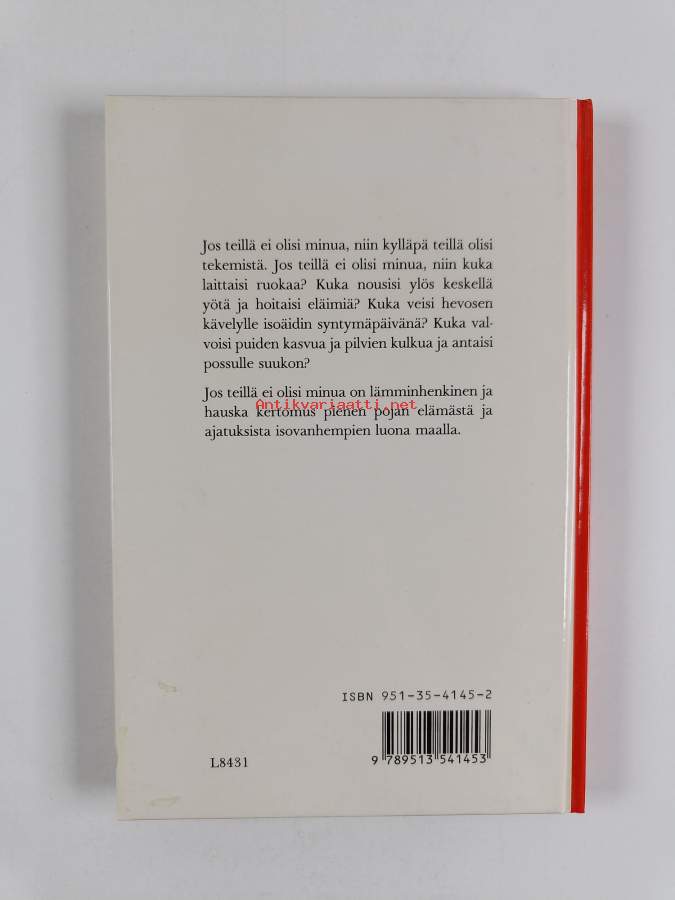 Jos teillä ei olisi minua, niin kylläpä teillä olisi
tekemistä. Jos teillä ei olisi minua, niin kuka
laittaisi ruokaa? Kuka nousisi ylös keskellä
yötä ja hoitaisi eläimiä? Kuka veisi hevosen
kävelylle isoäidin syntymäpäivänä? Kuka val-
voisi puiden kasvua ja pilvien kulkua ja antaisi
possulle suukon?
Jos teillä ei olisi minua on lämminhenkinen ja
hauska kertomus pienen pojan elämästä ja
Antikvariaatti.net
ajatuksista isovanhempien luona maalla.
ISBN 951-35-4145-2
9 789513 541453
L8431